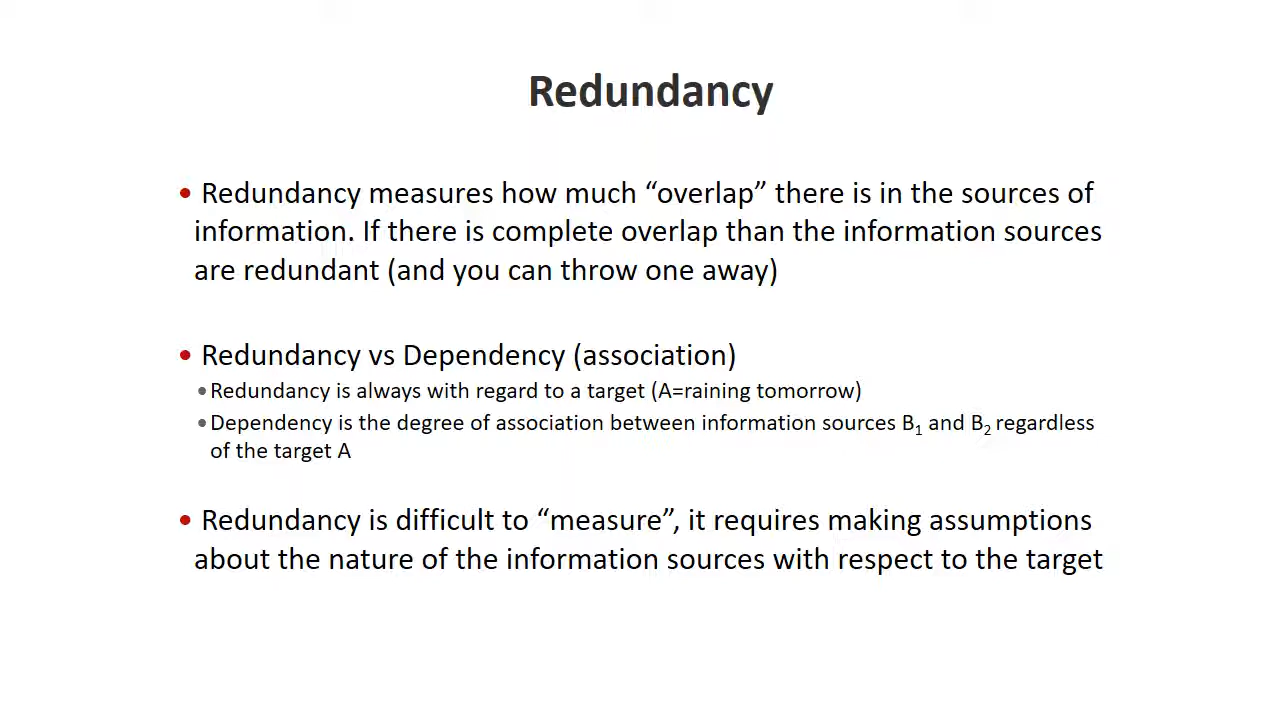 Redundancy
• Redundancy measures how much “overlap” there is in the sources of
information. If there is complete overlap than the information sources
are redundant (and you can throw one away)
• Redundancy vs Dependency (association)
• Redundancy is always with regard to a target (A=raining tomorrow)
• Dependency is the degree of association between information sources B₁ and B₂ regardless
of the target A
• Redundancy is difficult to “measure”, it requires making assumptions
about the nature of the information sources with respect to the target